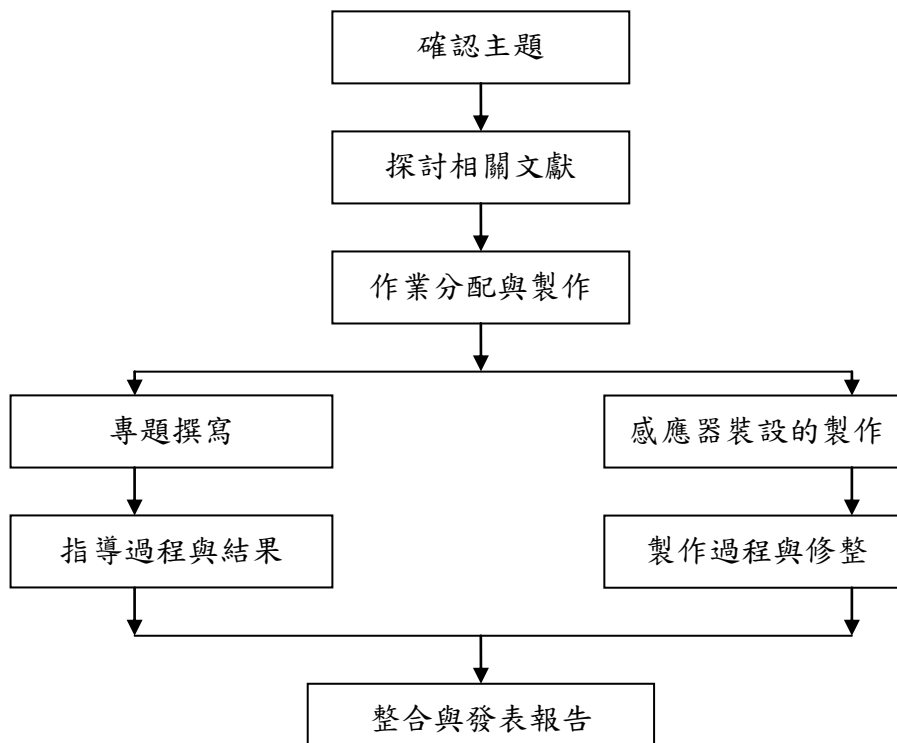 確認主題
探討相關文獻
作業分配與製作
專題撰寫
感應器裝設的製作
指導過程與結果
製作過程與修整
整合與發表報告